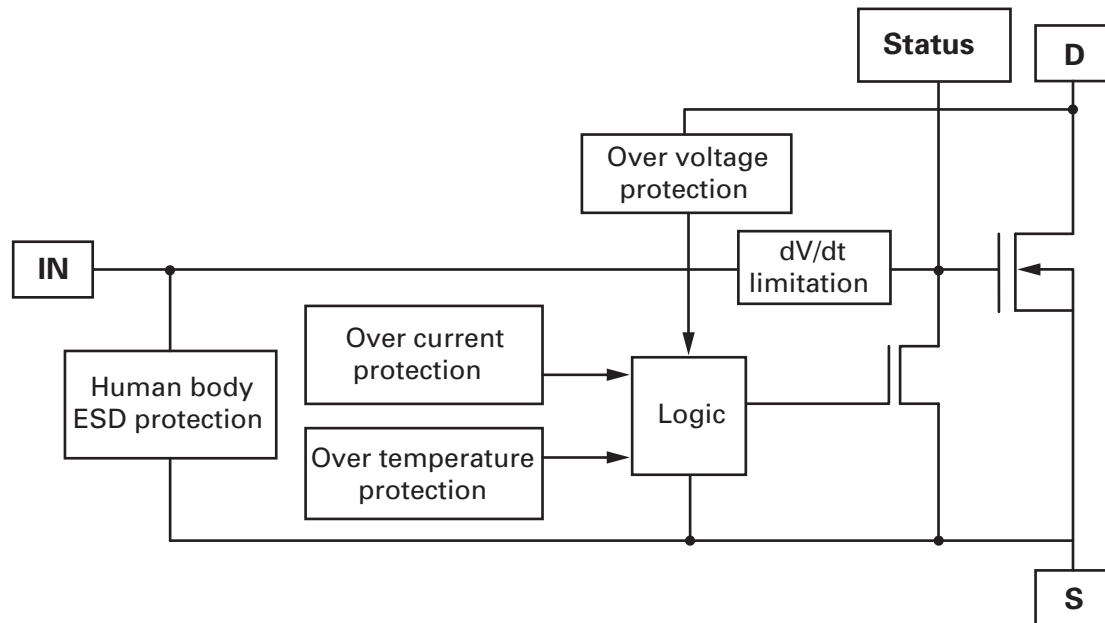 Status
D
Over voltage
protection
IN
dV/dt
limitation
Over current
protection
Human body
ESD protection
Logic
Over temperature
protection
S